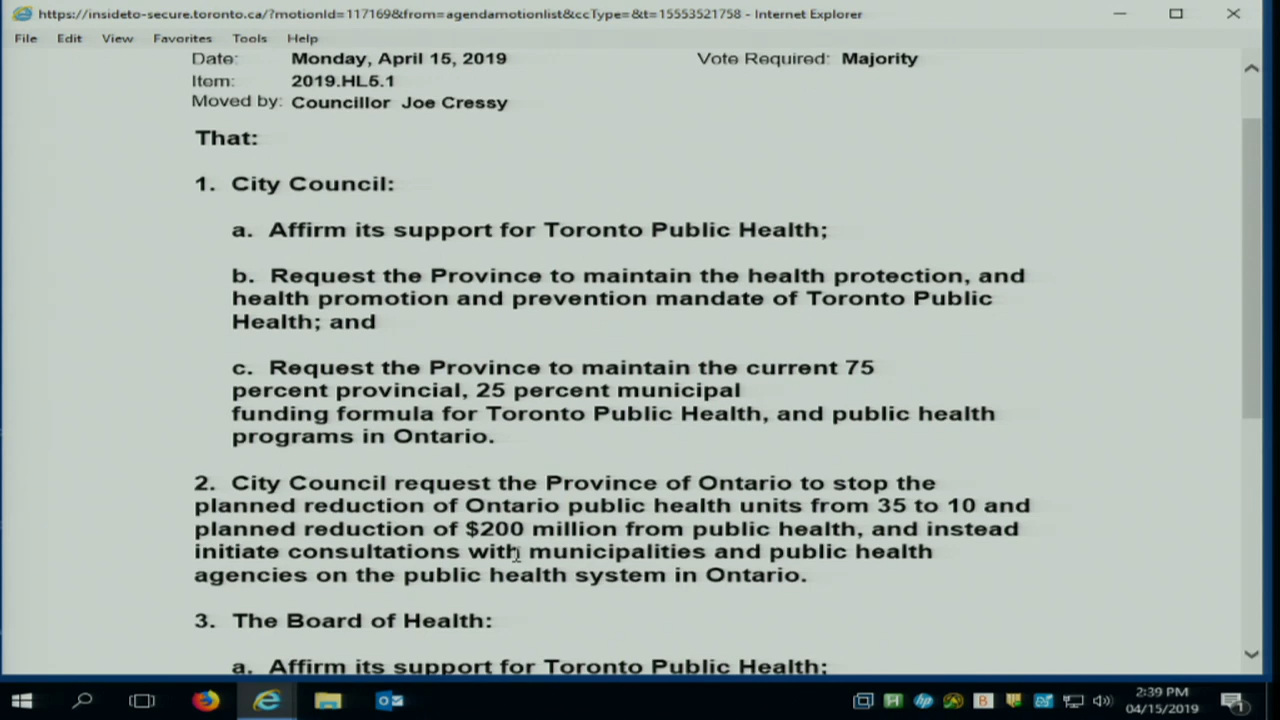 https://insideto-secure.toronto.ca/?motionId=117169&from=agendamotionlist&ccType=&t=15553521758 - Internet Explorer
File Edit View Favorites Tools Help
Date: Monday, April 15, 2019 Vote Required: Majority
Item: 2019.HL5.1
Moved by: Councillor Joe Cressy
That:
1. City Council:
a. Affirm its support for Toronto Public Health;
b. Request the Province to maintain the health protection, and
health promotion and prevention mandate of Toronto Public
Health; and
c. Request the Province to maintain the current 75
percent provincial, 25 percent municipal
funding formula for Toronto Public Health, and public health
programs in Ontario.
2. City Council request the Province of Ontario to stop the
planned reduction of Ontario public health units from 35 to 10 and
planned reduction of $200 million from public health, and instead
initiate consultations with municipalities and public health
agencies on the public health system in Ontario.
3. The Board of Health:
a. Affirm its support for Toronto Public Health;
2:39 PM
04/15/2019